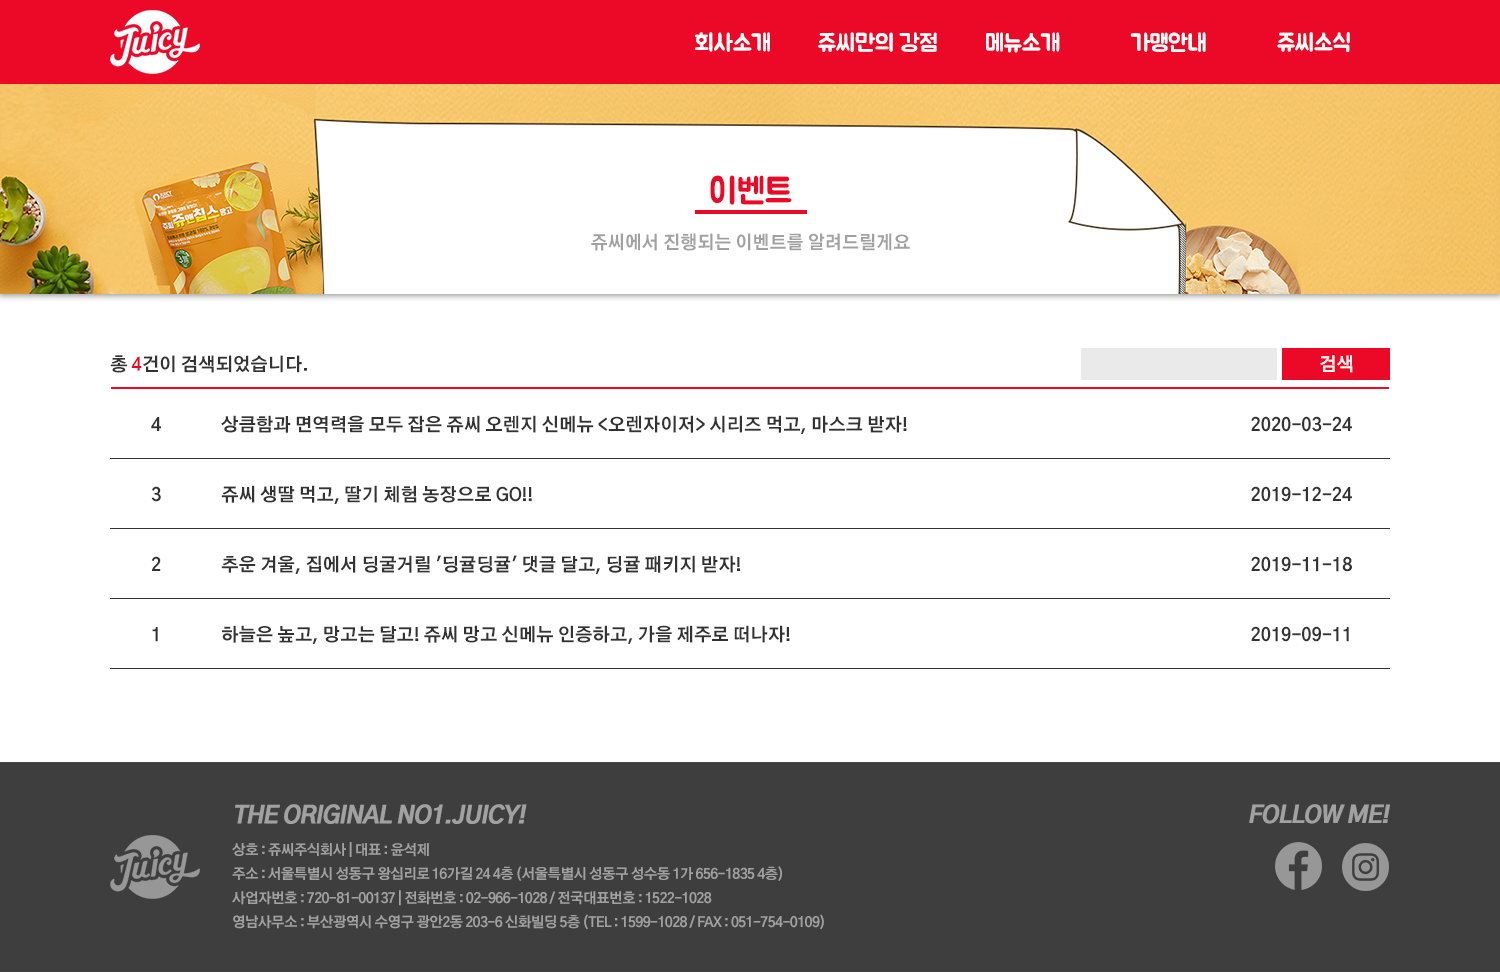 Juicy
회사소개 쥬씨만의 강점 메뉴소개 가맹안내 쥬씨소식
이벤트
쥬씨에서 진행되는 이벤트를 알려드릴게요
쥬씨
쥬맨칩스
망고
총 4건이 검색되었습니다.
검색
4 상큼함과 면역력을 모두 잡은 쥬씨 오렌지 신메뉴 <오렌자이저> 시리즈 먹고, 마스크 받자! 2020-03-24
3 쥬씨 생딸 먹고, 딸기 체험 농장으로 GO!! 2019-12-24
2 추운 겨울, 집에서 딩굴거릴 '딩귤딩귤' 댓글 달고, 딩귤 패키지 받자! 2019-11-18
1 하늘은 높고, 망고는 달고! 쥬씨 망고 신메뉴 인증하고, 가을 제주로 떠나자! 2019-09-11
Juicy
THE ORIGINAL NO1.JUICY!
상호 : 쥬씨주식회사 | 대표 : 윤석제
주소 : 서울특별시 성동구 왕십리로 16가길 24 4층 (서울특별시 성동구 성수동 1가 656-1835 4층)
사업자번호 : 720-81-00137 | 전화번호 : 02-966-1028 / 전국대표번호 : 1522-1028
영남사무소 : 부산광역시 수영구 광안2동 203-6 신화빌딩 5층 (TEL : 1599-1028 / FAX : 051-754-0109)
FOLLOW ME!